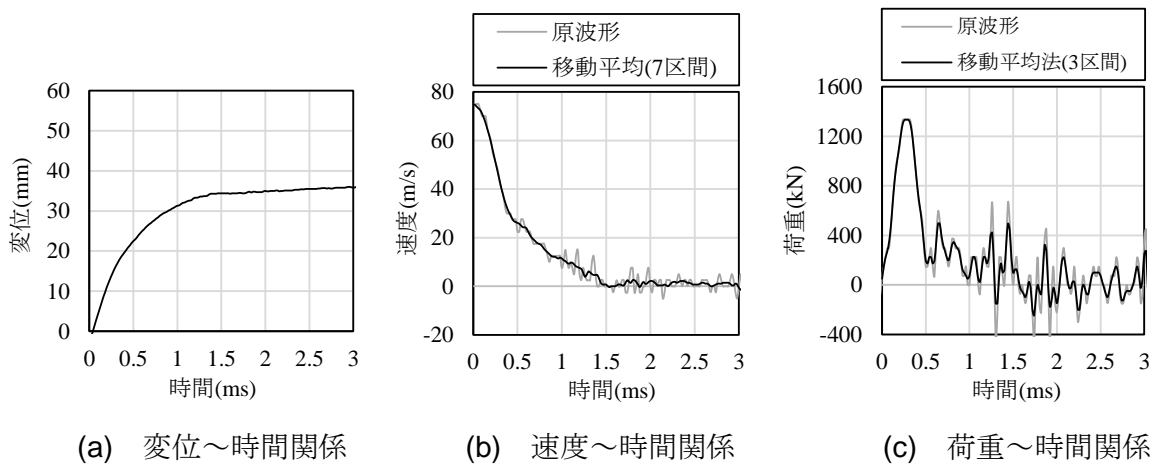 原波形
移動平均(7区間)
原波形
移動平均法(3区間)
60
50
40
30
20
10
0
変位(mm)
0 0.5 1 1.5 2 2.5 3
時間(ms)
80
60
40
20
0
-20
速度(m/s)
0 0.5 1 1.5 2 2.5 3
時間(ms)
1600
1200
800
400
0
-400
荷重(kN)
0 0.5 1 1.5 2 2.5 3
時間(ms)
(a) 変位～時間関係
(b) 速度～時間関係
(c) 荷重～時間関係